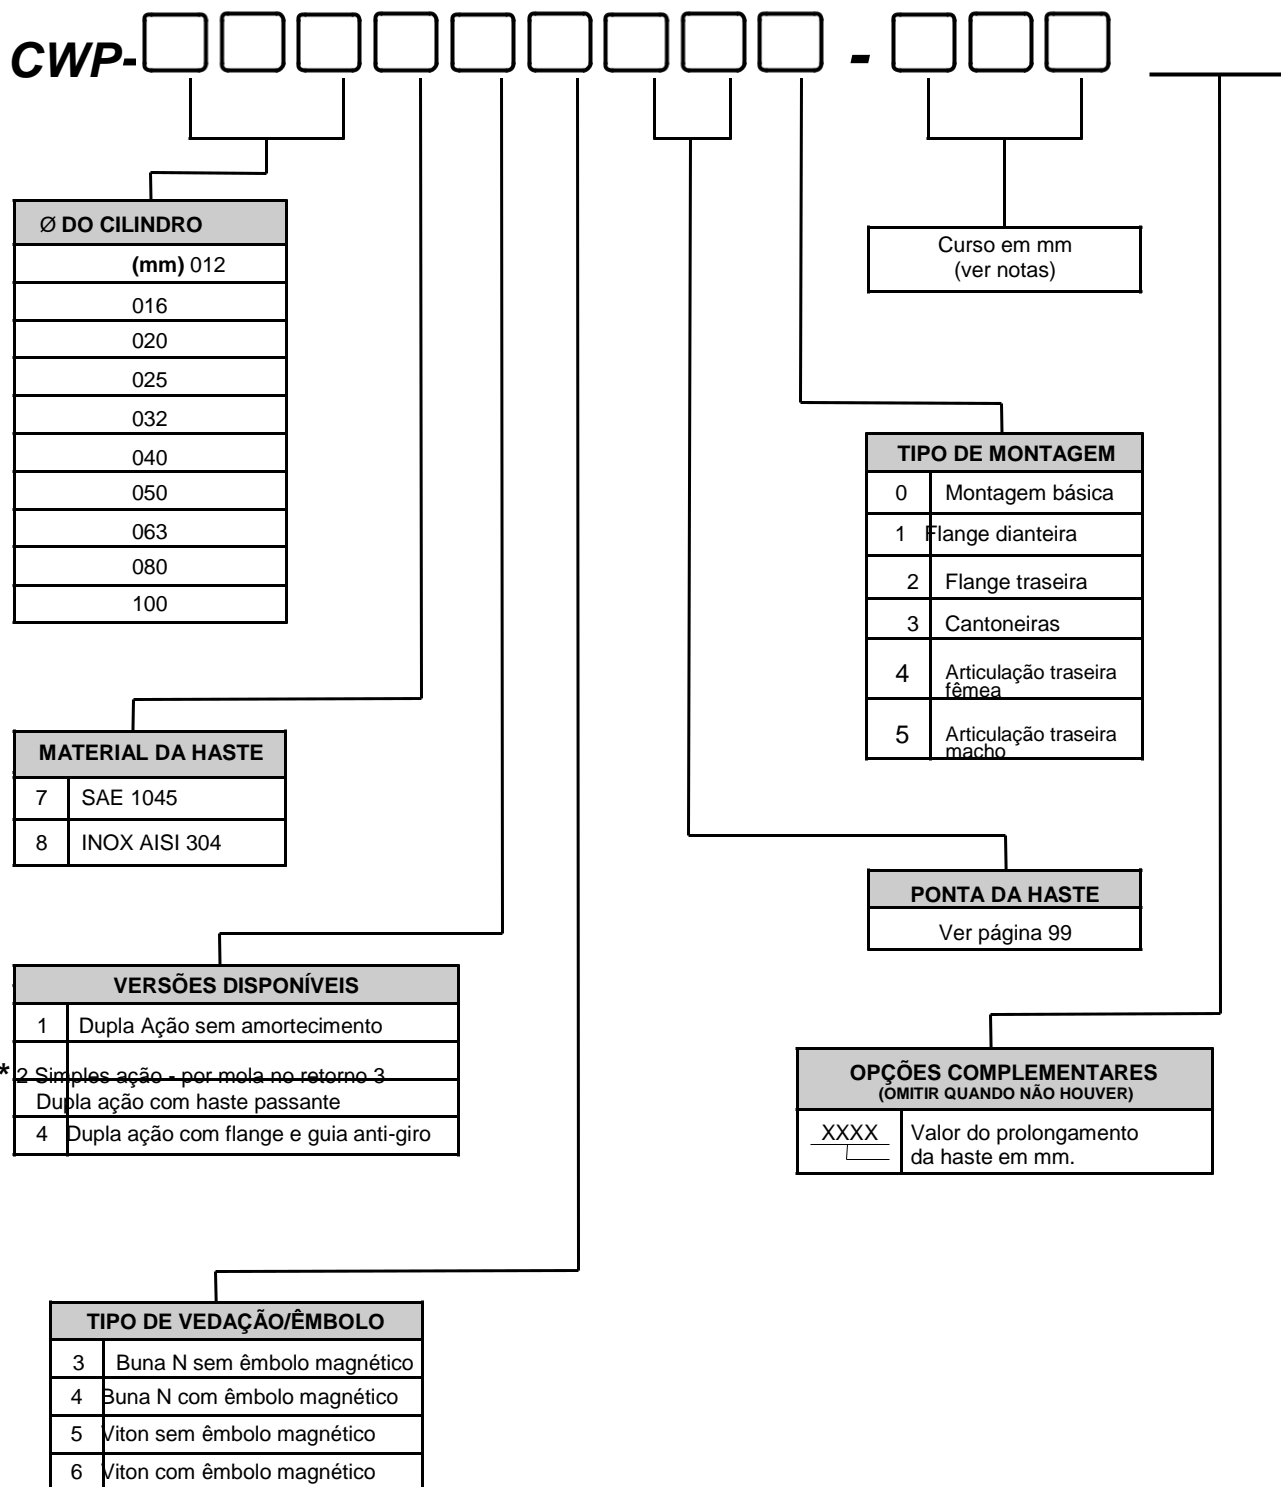 CWP- -
Ø DO CILINDRO
(mm) 012
016
020
025
032
040
050
063
080
100
Curso em mm
(ver notas)
TIPO DE MONTAGEM
0 Montagem básica
1 Flange dianteira
2 Flange traseira
3 Cantoneiras
4 Articulação traseira
fêmea
5 Articulação traseira
macho
MATERIAL DA HASTE
7 SAE 1045
8 INOX AISI 304
PONTA DA HASTE
Ver página 99
VERSÕES DISPONÍVEIS
1 Dupla Ação sem amortecimento
* 2 Simples ação - por mola no retorno 3
Dupla ação com haste passante
4 Dupla ação com flange e guia anti-giro
OPÇÕES COMPLEMENTARES
(OMITIR QUANDO NÃO HOUVER)
XXXX Valor do prolongamento
da haste em mm.
TIPO DE VEDAÇÃO/ÊMBOLO
3 Buna N sem êmbolo magnético
4 Buna N com êmbolo magnético
5 Viton sem êmbolo magnético
6 Viton com êmbolo magnético